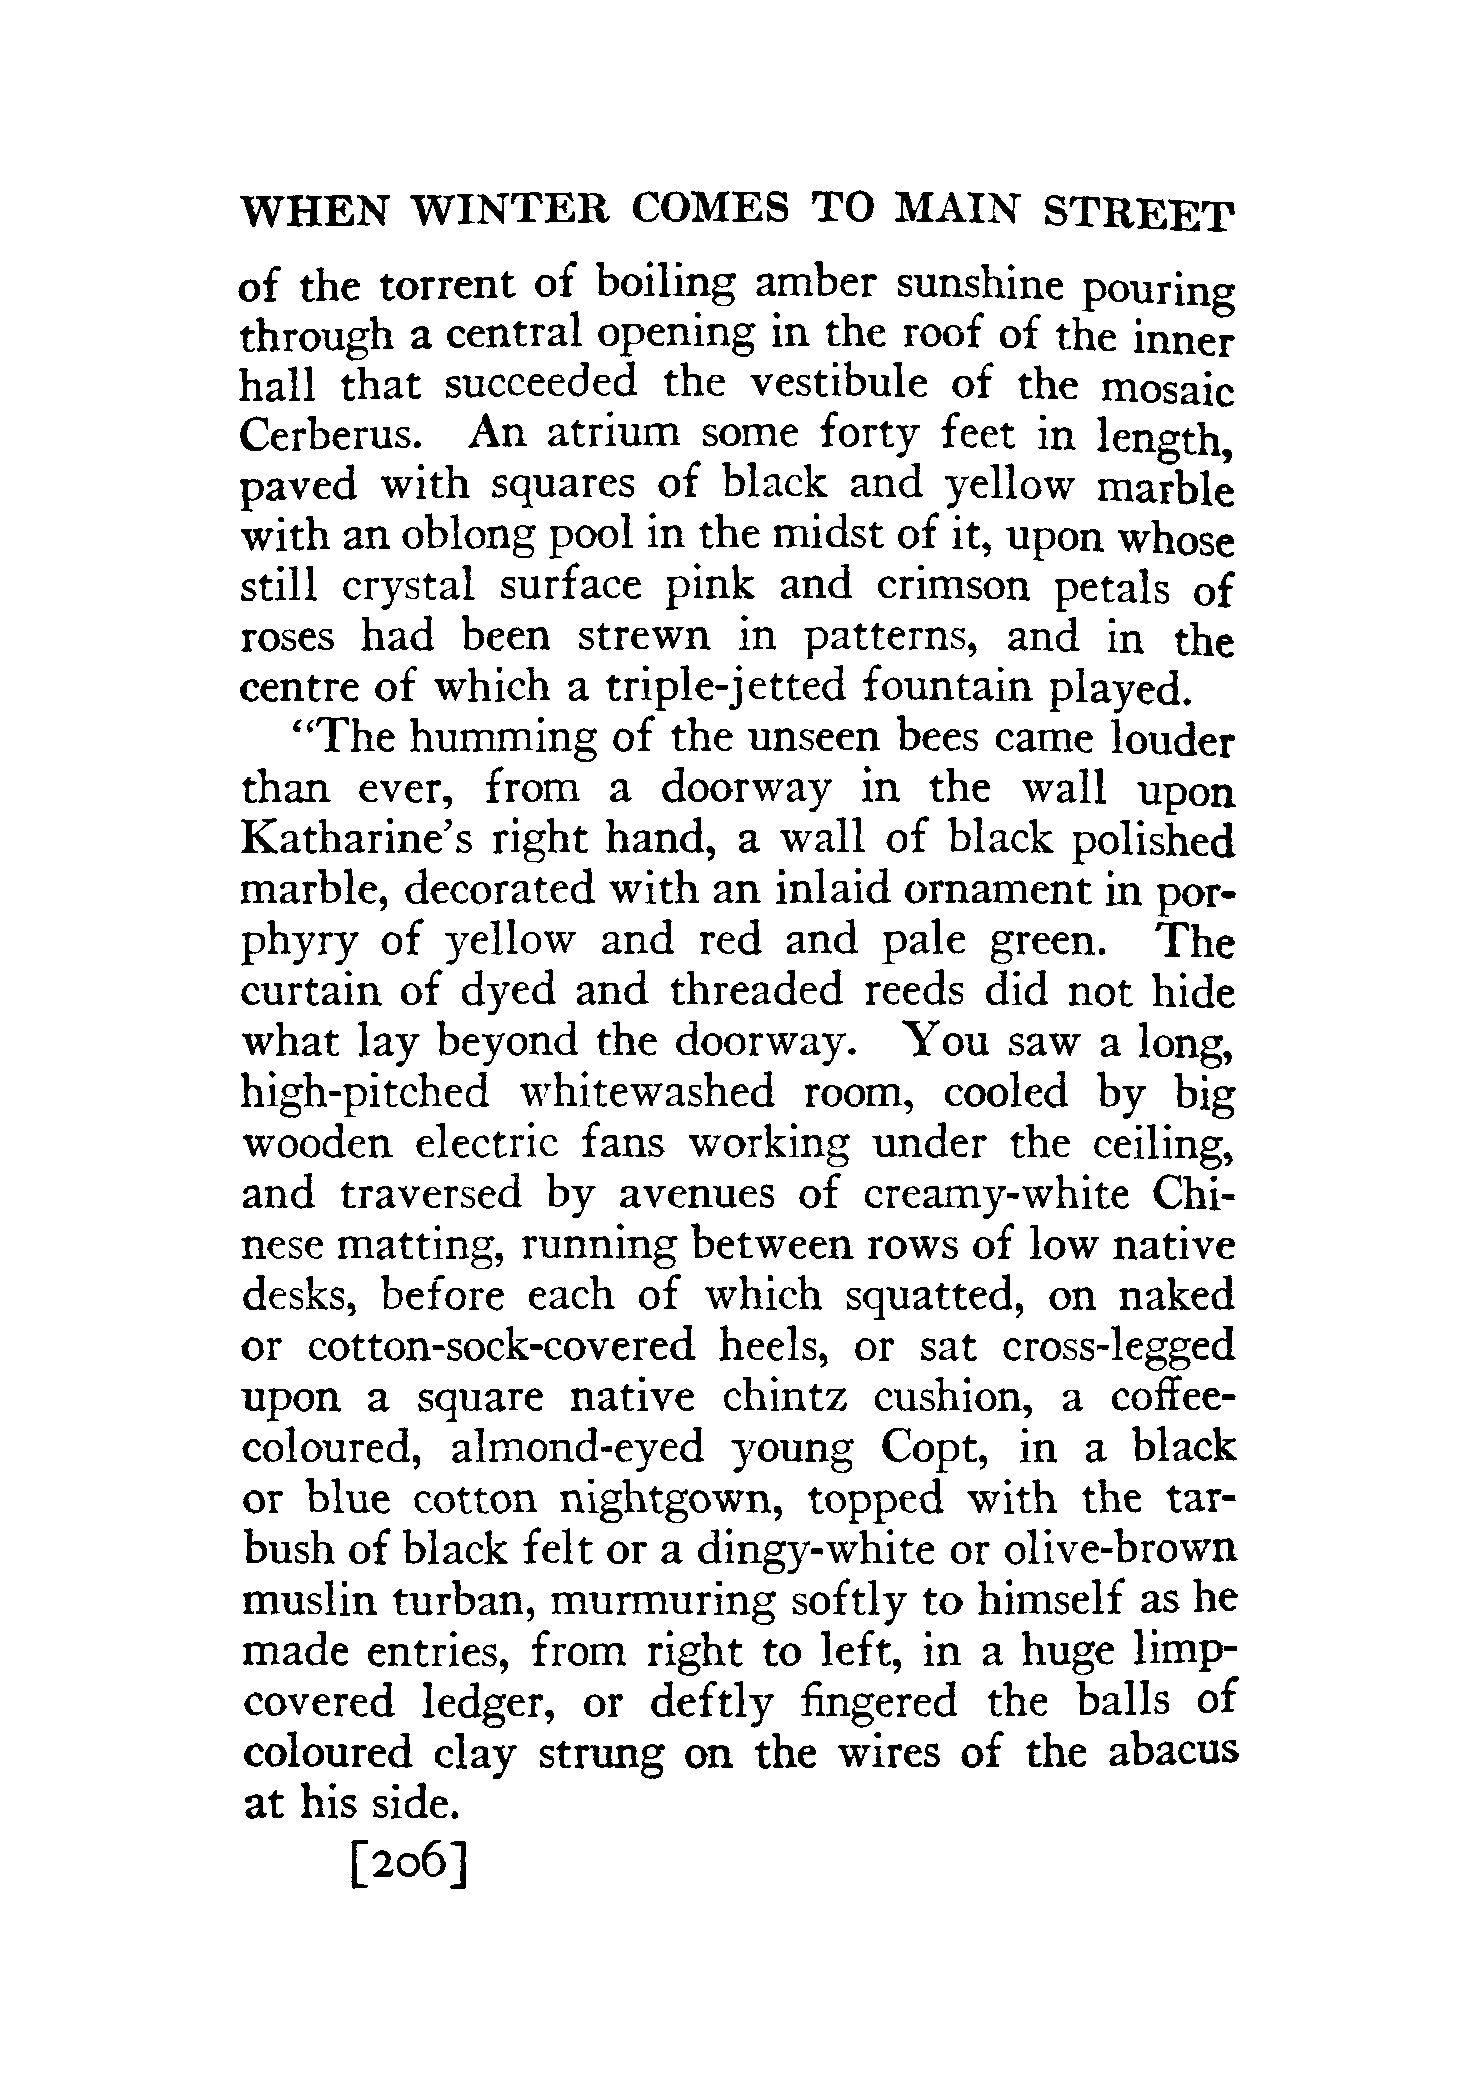 WHEN WINTER COMES TO MAIN STREET
of the torrent of boiling amber sunshine pouring
through a central opening in the roof of the inner
hall that succeeded the vestibule of the mosaic
Cerberus. An atrium some forty feet in length,
paved with squares of black and yellow marble
with an oblong pool in the midst of it, upon whose
still crystal surface pink and crimson petals of
roses had been strewn in patterns, and in the
centre of which a triple-jetted fountain played.
“The humming of the unseen bees came louder
than ever, from a doorway in the wall upon
Katharine’s right hand, a wall of black polished
marble, decorated with an inlaid ornament in por-
phyry of yellow and red and pale green. The
curtain of dyed and threaded reeds did not hide
what lay beyond the doorway. You saw a long,
high-pitched whitewashed room, cooled by big
wooden electric fans working under the ceiling,
and traversed by avenues of creamy-white Chi-
nese matting, running between rows of low native
desks, before each of which squatted, on naked
or cotton-sock-covered heels, or sat cross-legged
upon a square native chintz cushion, a coffee-
coloured, almond-eyed young Copt, in a black
or blue cotton nightgown, topped with the tar-
bush of black felt or a dingy-white or olive-brown
muslin turban, murmuring softly to himself as he
made entries, from right to left, in a huge limp-
covered ledger, or deftly fingered the balls of
coloured clay strung on the wires of the abacus
at his side.
[206]